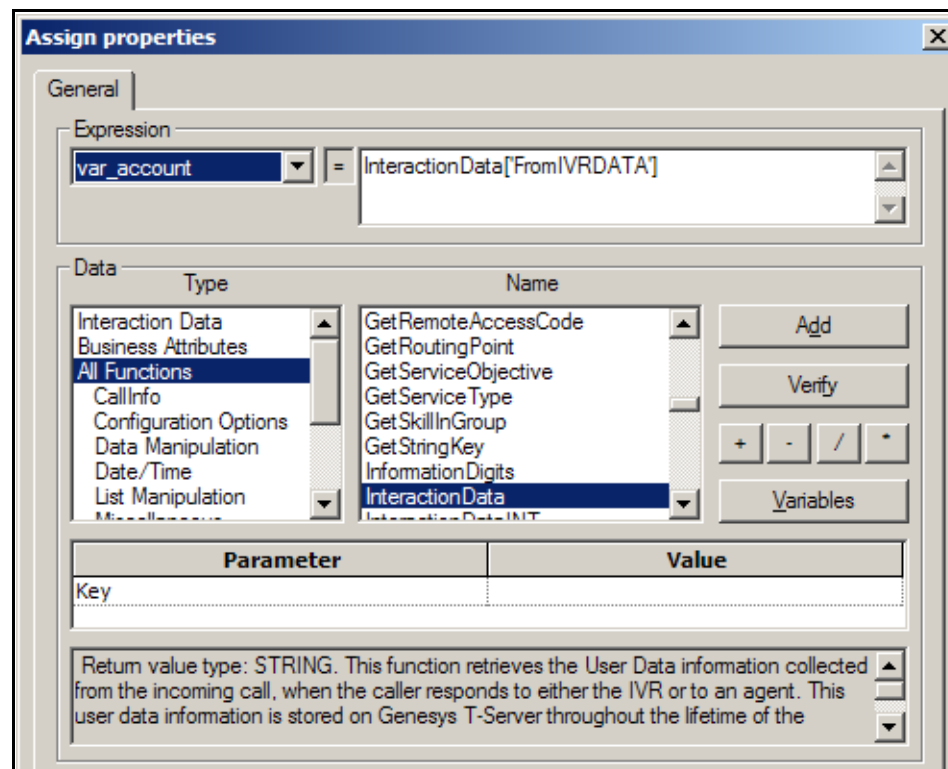 Assign properties
General
Expression
var_account = InteractionData['FromIVRDATA']
Data
Type Name
Interaction Data
Business Attributes
All Functions
CallInfo
Configuration Options
Data Manipulation
Date/Time
List Manipulation
Miscellaneous
GetRemoteAccessCode
GetRoutingPoint
GetServiceObjective
GetServiceType
GetSkillInGroup
GetStringKey
InformationDigits
InteractionData
InteractionDataINT
Add
Verify
+ - / *
Variables
Parameter Value
Key
Return value type: STRING. This function retrieves the User Data information collected
from the incoming call, when the caller responds to either the IVR or to an agent. This
user data information is stored on Genesys T-Server throughout the lifetime of the